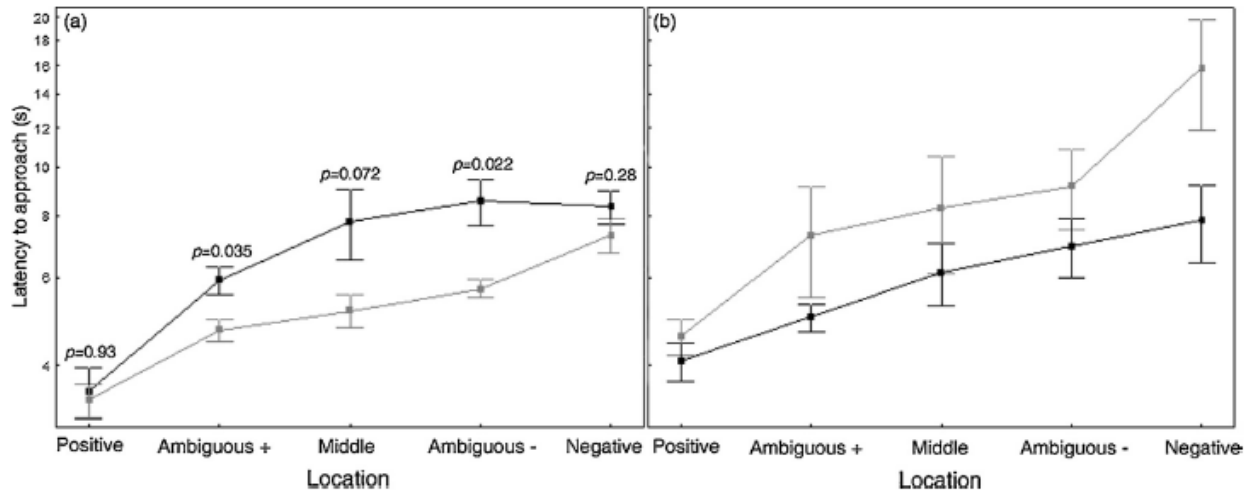 (a)
(b)
Latency to approach (s)
20
18
16
14
12
10
8
6
4
p=0.93
p=0.035
p=0.072
p=0.022
p=0.28
Positive Ambiguous + Middle Ambiguous - Negative
Location
Positive Ambiguous + Middle Ambiguous - Negative
Location